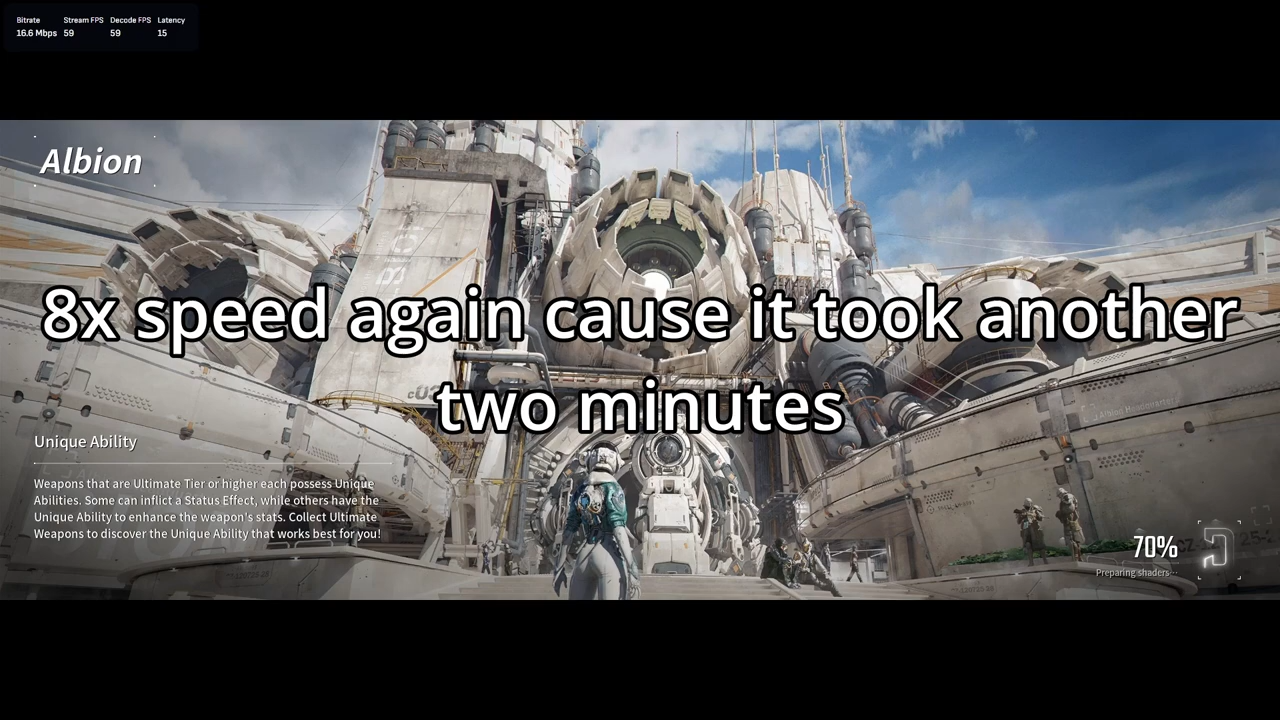 Bitrate Stream FPS Decode FPS Latency
16.6 Mbps 59 59 15
Albion
8x speed again cause it took another
two minutes
Unique Ability
Weapons that are Ultimate Tier or higher each possess Unique
Abilities. Some can inflict a Status Effect, while others have the
Unique Ability to enhance the weapon's stats. Collect Ultimate
Weapons to discover the Unique Ability that works best for you!
Albion Headquarters
70%
Preparing shaders···